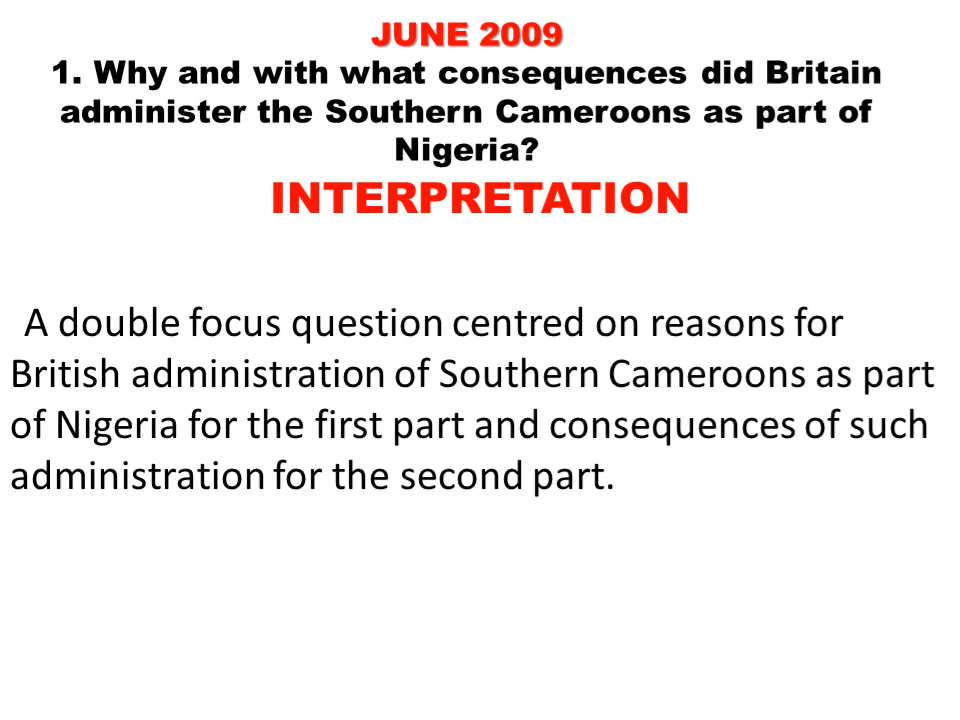 JUNE 2009
1. Why and with what consequences did Britain
administer the Southern Cameroons as part of
Nigeria?
INTERPRETATION
A double focus question centred on reasons for
British administration of Southern Cameroons as part
of Nigeria for the first part and consequences of such
administration for the second part.